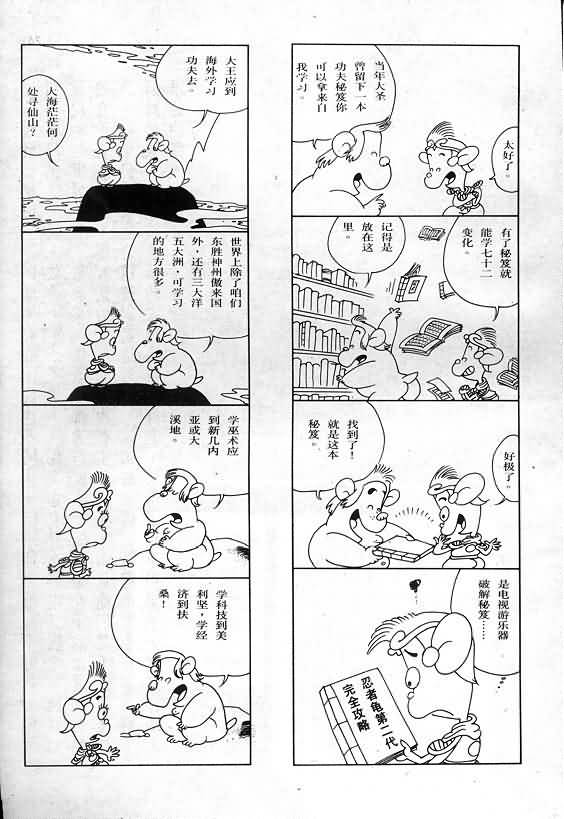 当年大圣
曾留下一本
功夫秘笈你
可以拿来自
我学习。
太好了。
有了秘笈就
能学七十二
变化。
记得是
放在这
里。
找到了！
就是这本
秘笈。
好极了。
是电视游乐器
破解秘笈……
忍者龟第二代
完全攻略
大王应到
海外学习
功夫去。
大海茫茫何
处寻仙山？
世界上除了咱们
东胜神州傲来国
外，还有三大洋
五大洲，可学习
的地方很多。
学巫术应
到新几内
亚或大
溪地。
学科技到美
利坚，学经
济到扶
桑！